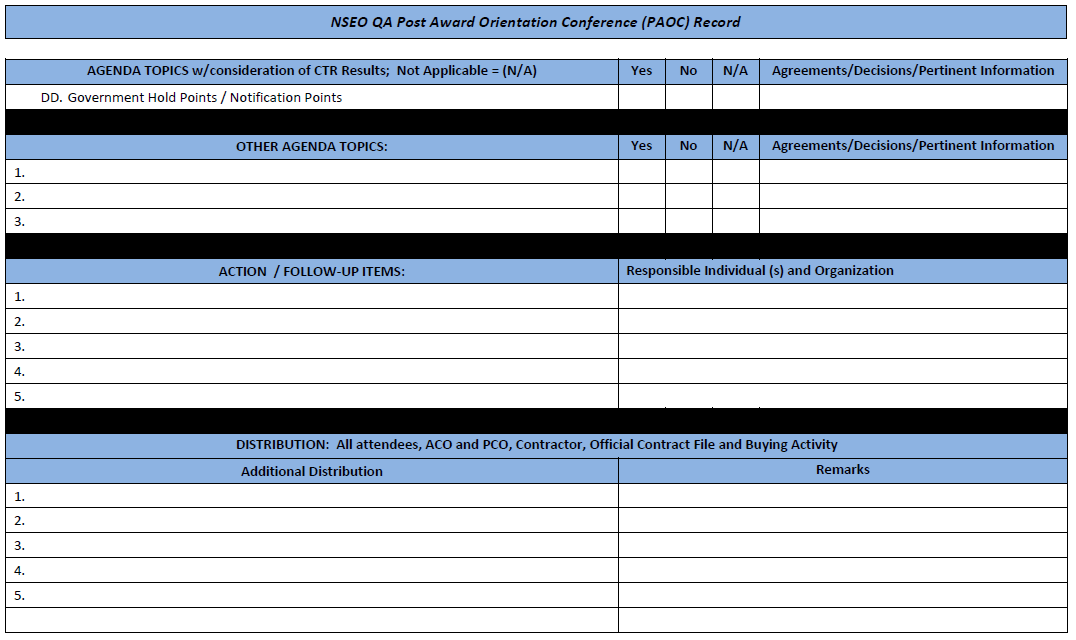 NSEO QA Post Award Orientation Conference (PAOC) Record
AGENDA TOPICS w/consideration of CTR Results;  Not Applicable = (N/A) Yes No N/A Agreements/Decisions/Pertinent Information
DD. Government Hold Points / Notification Points
OTHER AGENDA TOPICS: Yes No N/A Agreements/Decisions/Pertinent Information
1.
2.
3.
ACTION  / FOLLOW-UP ITEMS: Responsible Individual (s) and Organization
1.
2.
3.
4.
5.
DISTRIBUTION:  All attendees, ACO and PCO, Contractor, Official Contract File and Buying Activity
Additional Distribution Remarks
1.
2.
3.
4.
5.